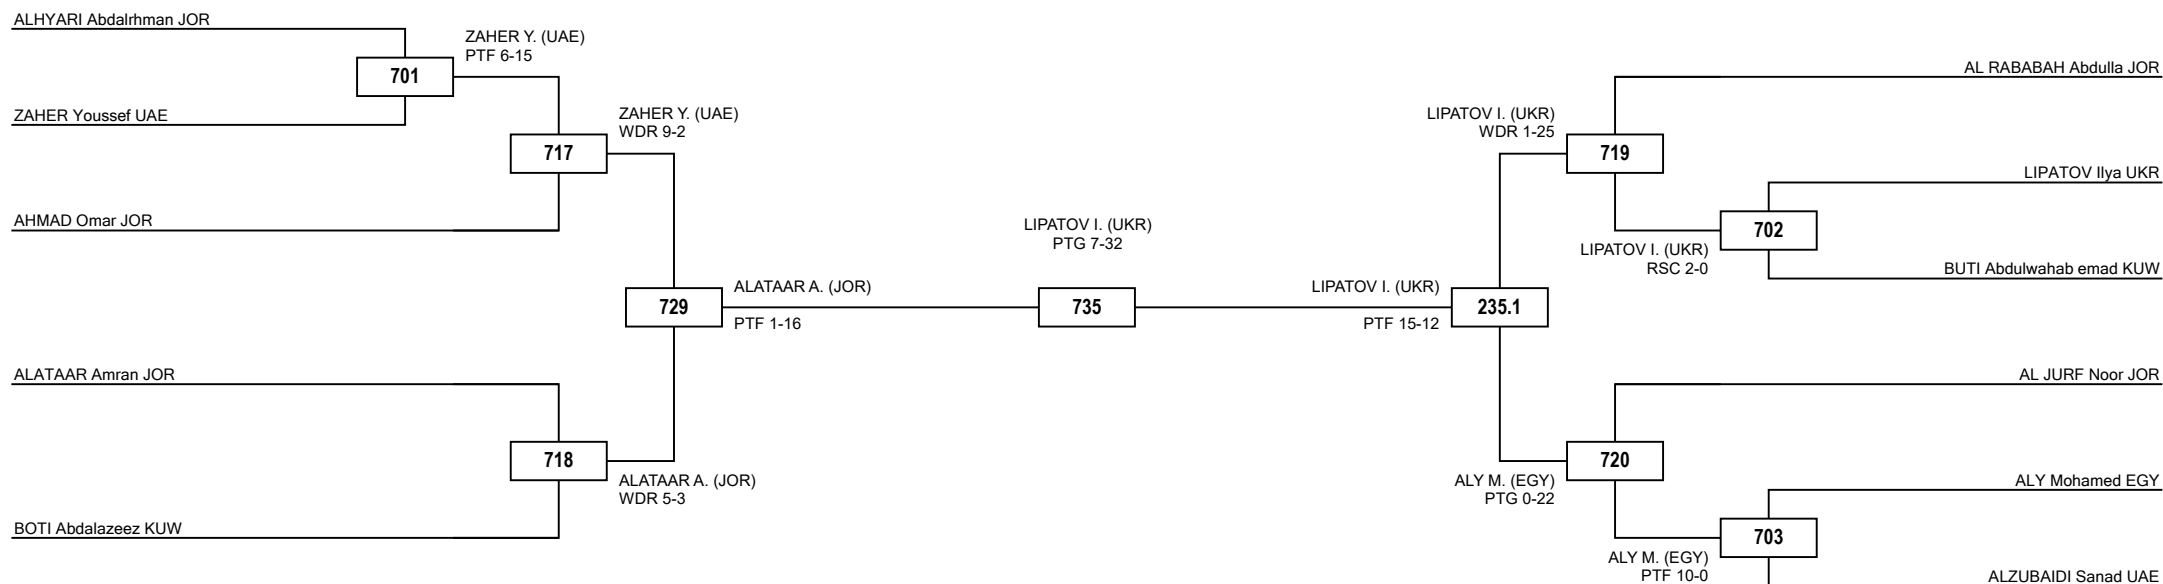 ALHYARI Abdalrhman JOR
ZAHER Y. (UAE)
PTF 6-15
701
ZAHER Youssef UAE
ZAHER Y. (UAE)
WDR 9-2
717
AHMAD Omar JOR
729
ALATAAR A. (JOR)
PTF 1-16
ALATAAR Amran JOR
718
ALATAAR A. (JOR)
WDR 5-3
BOTI Abdalazeez KUW
LIPATOV I. (UKR)
PTG 7-32
735
AL RABABAH Abdulla JOR
LIPATOV I. (UKR)
WDR 1-25
719
LIPATOV Ilya UKR
702
LIPATOV I. (UKR)
RSC 2-0
BUTI Abdulwahab emad KUW
LIPATOV I. (UKR)
PTF 15-12
235.1
AL JURF Noor JOR
720
ALY M. (EGY)
PTG 0-22
ALY Mohamed EGY
703
ALY M. (EGY)
PTF 10-0
ALZUBAIDI Sanad UAE